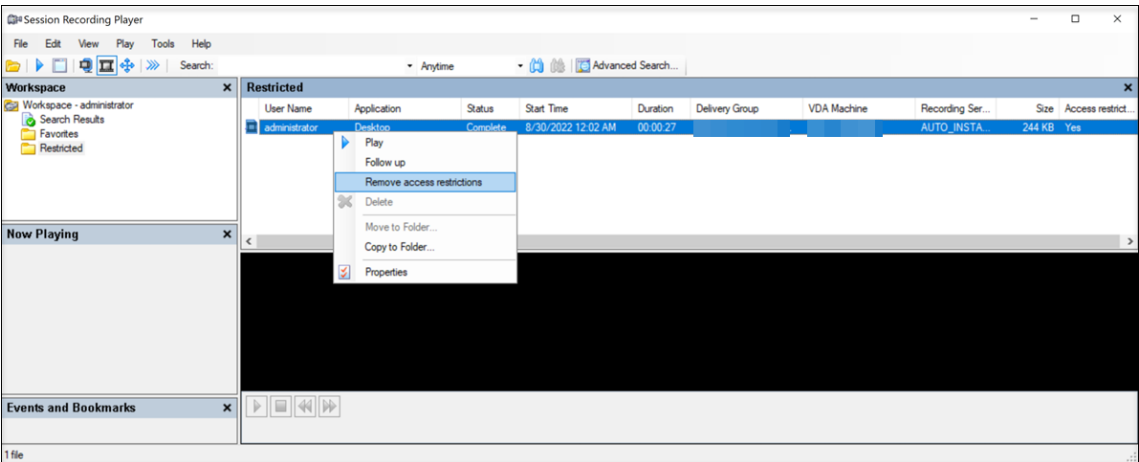 Session Recording Player
File Edit View Play Tools Help
Search: Anytime Advanced Search...
Workspace
Workspace - administrator
Search Results
Favorites
Restricted
Now Playing
Events and Bookmarks
Restricted
User Name Application Status Start Time Duration Delivery Group VDA Machine Recording Ser... Size Access restrict...
administrator Desktop Complete 8/30/2022 12:02 AM 00:00:27 AUTO_INSTA... 244 KB Yes
Play
Follow up
Remove access restrictions
Delete
Move to Folder...
Copy to Folder...
Properties
1 file